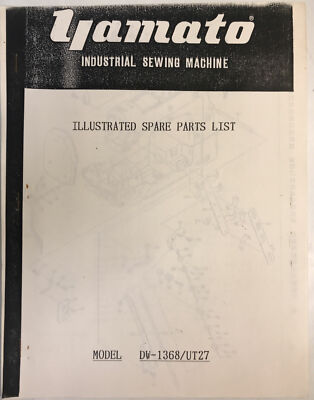 Yamato®
INDUSTRIAL SEWING MACHINE
ILLUSTRATED SPARE PARTS LIST
MODEL DW-1368/UT27